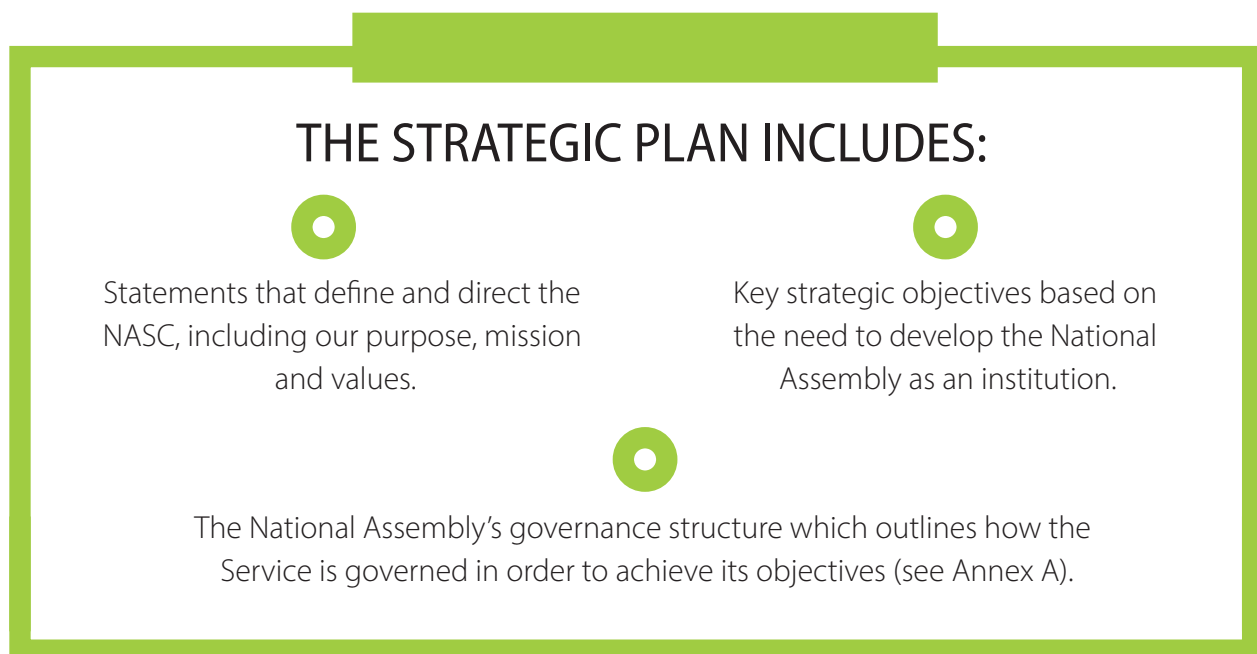 THE STRATEGIC PLAN INCLUDES:
Statements that define and direct the
NASC, including our purpose, mission
and values.
Key strategic objectives based on
the need to develop the National
Assembly as an institution.
The National Assembly’s governance structure which outlines how the
Service is governed in order to achieve its objectives (see Annex A).